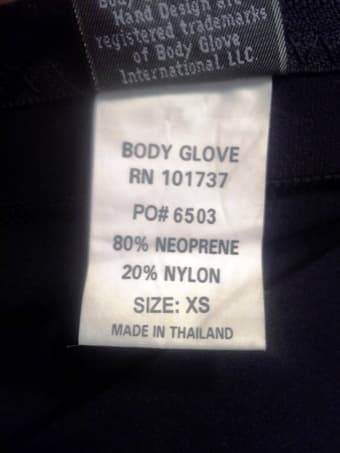 Body
Hand Design are
registered trademarks
of Body Glove
International LLC.
BODY GLOVE
RN 101737
PO# 6503
80% NEOPRENE
20% NYLON
SIZE: XS
MADE IN THAILAND